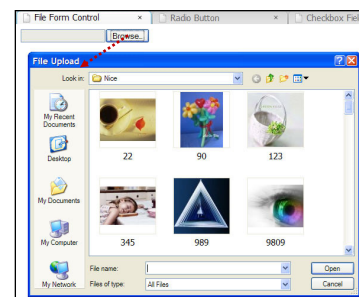 File Form Control × Radio Button × Checkbox Fiel
Browse..
File Upload
Look in: Nice
My Recent
Documents
Desktop
My Documents
My Computer
My Network
22 90 123
345 989 9809
File name: Open
Files of type: All Files Cancel